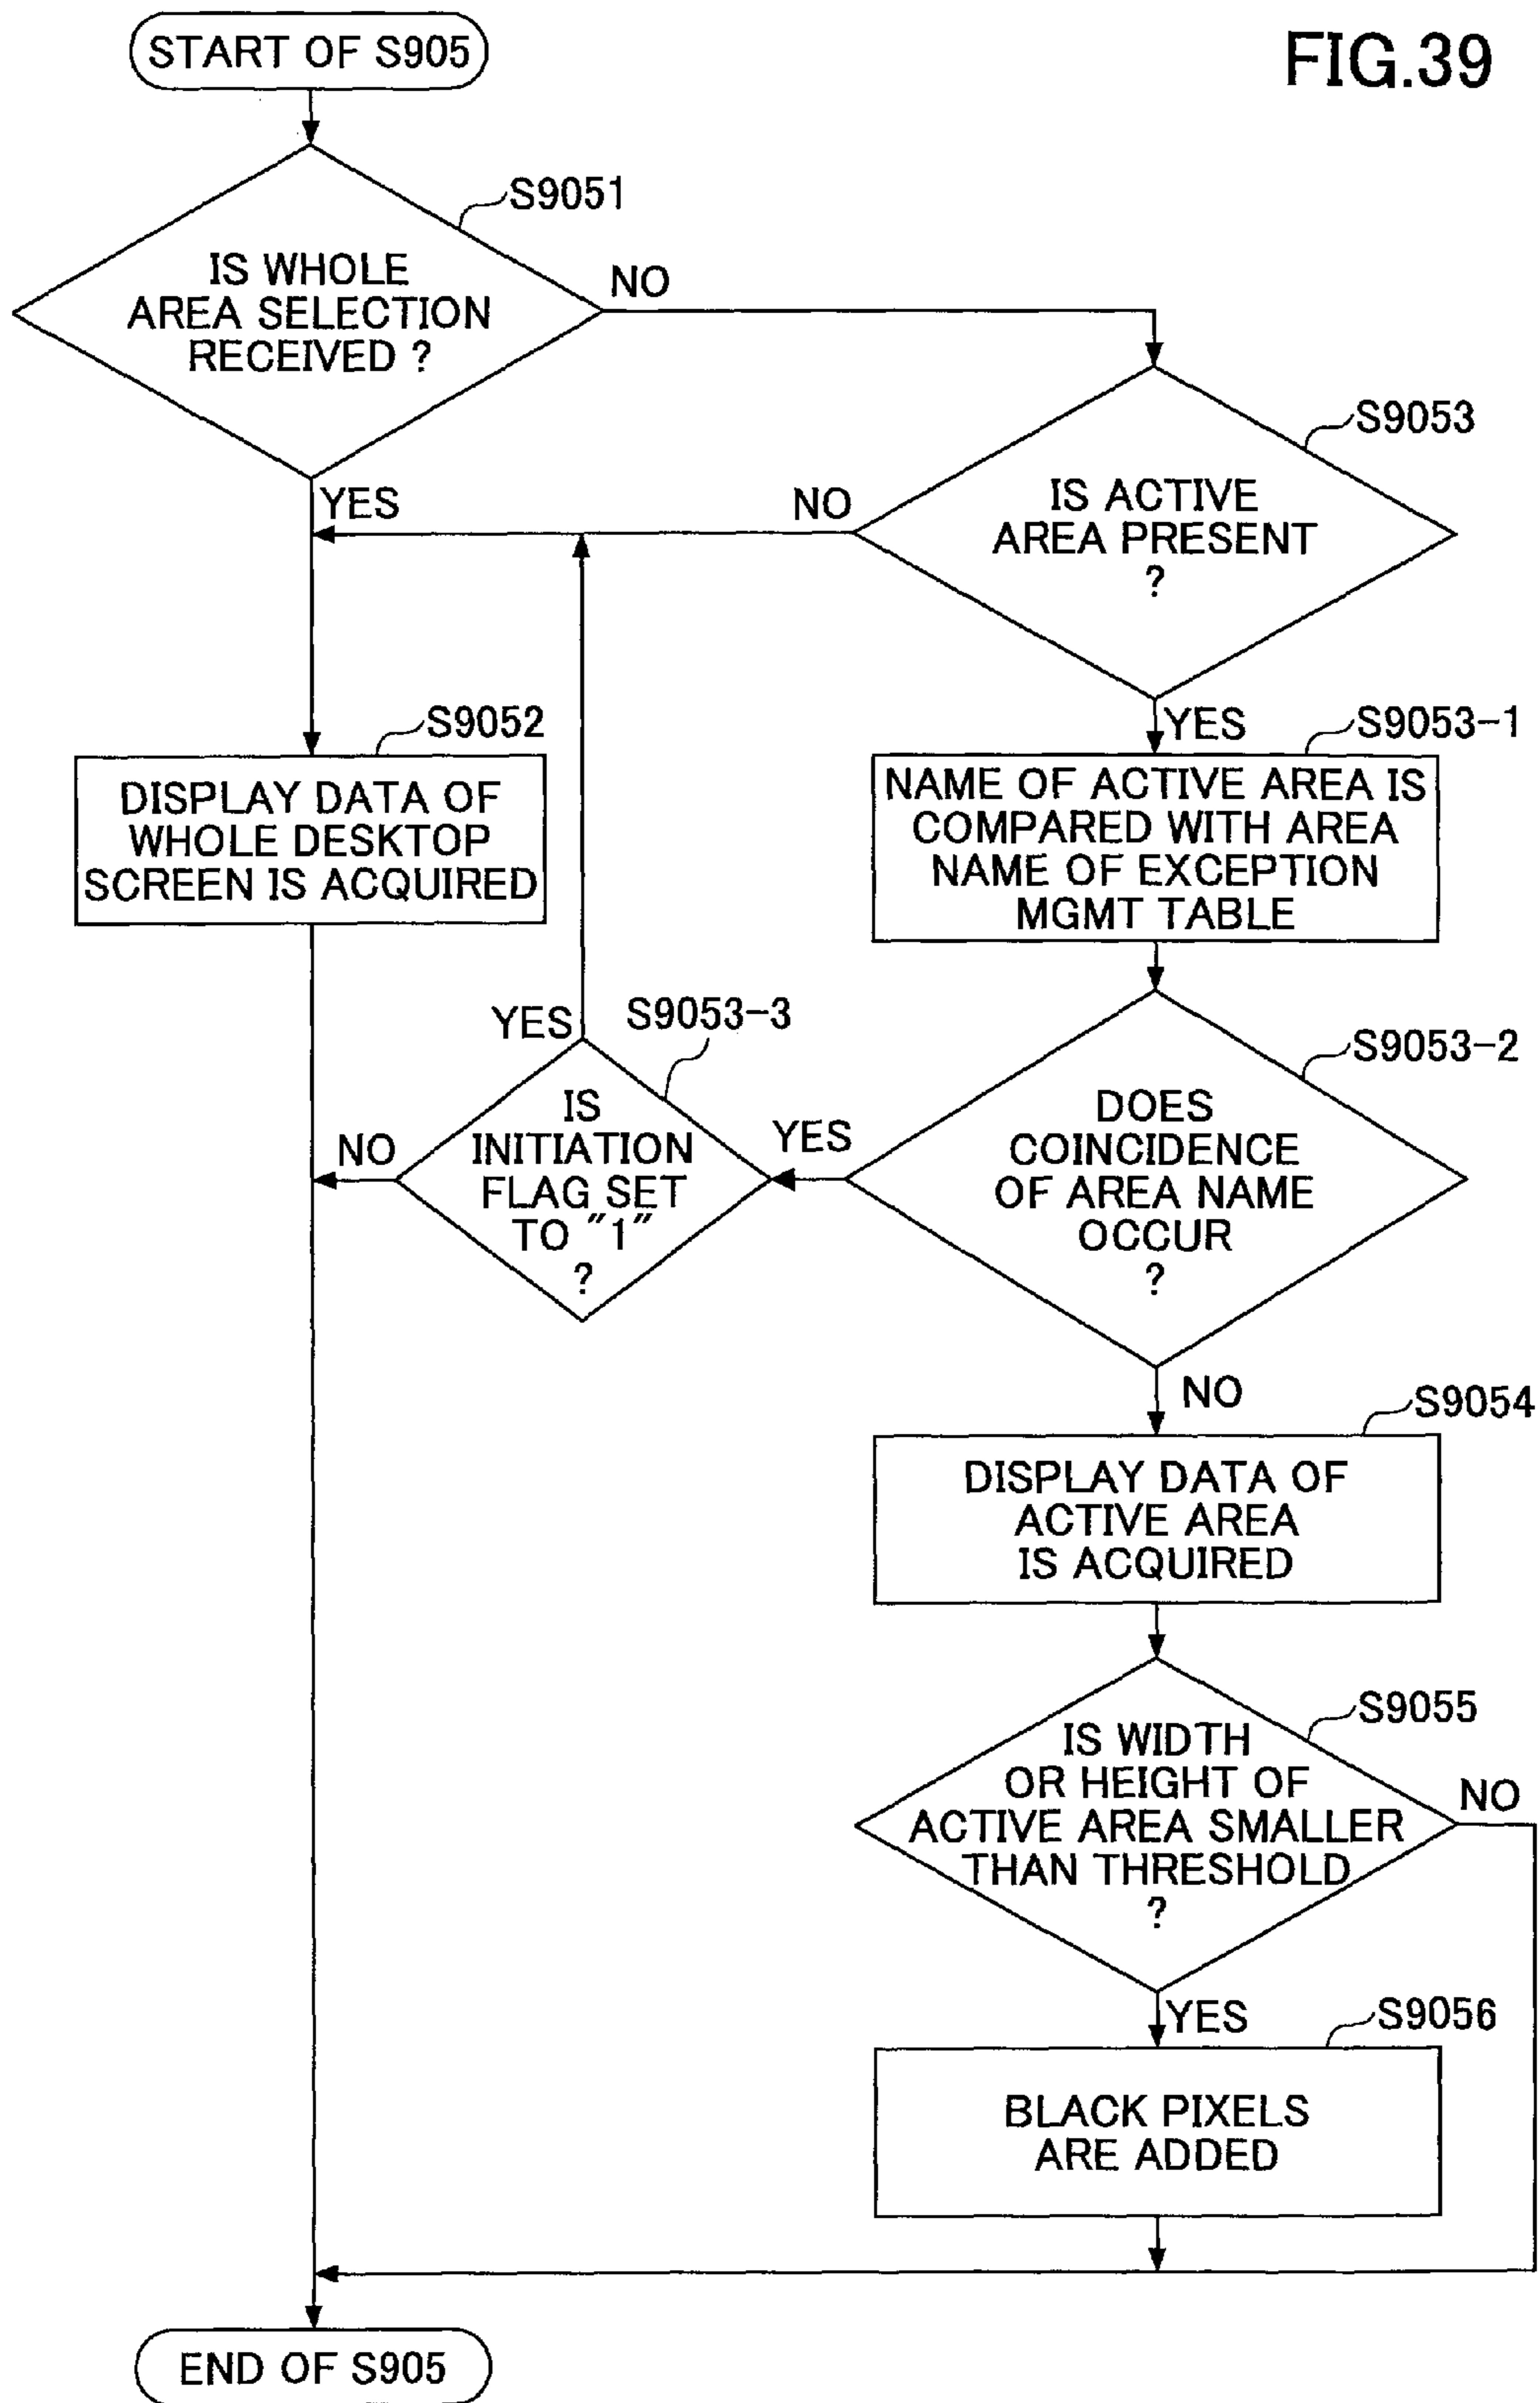 FIG.39
START OF S905
S9051
IS WHOLE
AREA SELECTION
RECEIVED ?
NO
YES
S9053
IS ACTIVE
AREA PRESENT
?
NO
YES
S9052
DISPLAY DATA OF
WHOLE DESKTOP
SCREEN IS ACQUIRED
S9053-1
NAME OF ACTIVE AREA IS
COMPARED WITH AREA
NAME OF EXCEPTION
MGMT TABLE
S9053-2
DOES
COINCIDENCE
OF AREA NAME
OCCUR
?
YES
S9053-3
IS
INITIATION
FLAG SET
TO "1"
?
YES
NO
NO
S9054
DISPLAY DATA OF
ACTIVE AREA
IS ACQUIRED
S9055
IS WIDTH
OR HEIGHT OF
ACTIVE AREA SMALLER
THAN THRESHOLD
?
NO
YES
S9056
BLACK PIXELS
ARE ADDED
END OF S905